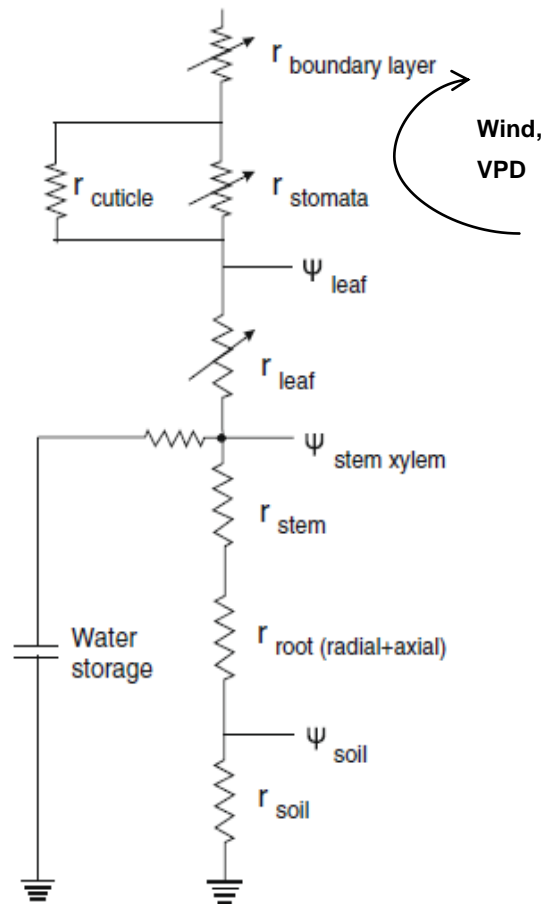 r boundary layer
Wind,
VPD
r cuticle
r stomata
Ψ leaf
r leaf
Ψ stem xylem
r stem
Water
storage
r root (radial+axial)
Ψ soil
r soil